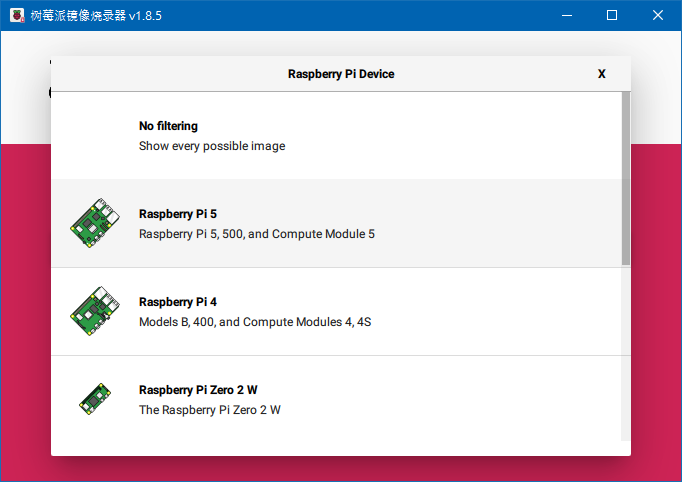 树莓派镜像烧录器 v1.8.5
Raspberry Pi Device
X
No filtering
Show every possible image
Raspberry Pi 5
Raspberry Pi 5, 500, and Compute Module 5
Raspberry Pi 4
Models B, 400, and Compute Modules 4, 4S
Raspberry Pi Zero 2 W
The Raspberry Pi Zero 2 W